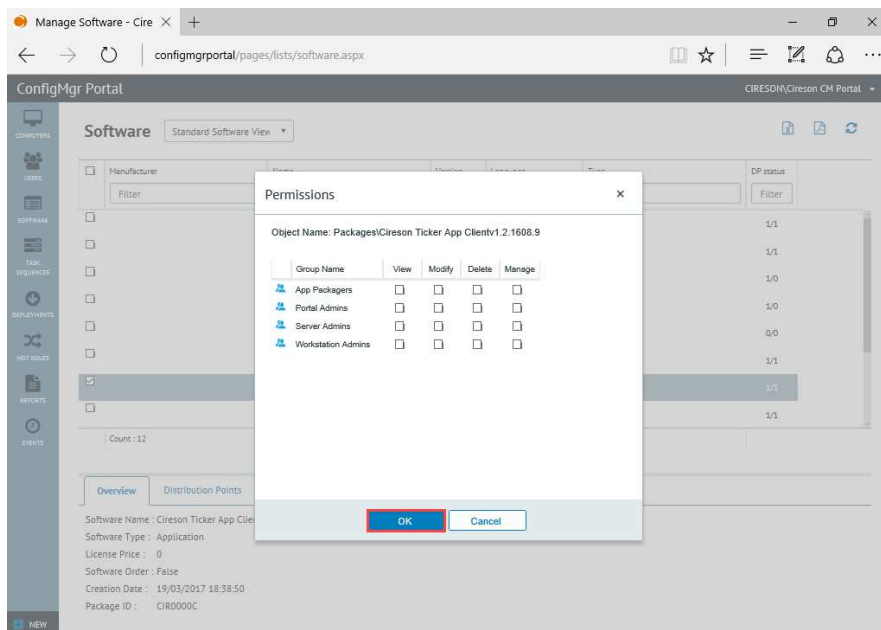 Manage Software - Cire
configmgrportal/pages/lists/software.aspx
ConfigMgr Portal
CIRESON\Cireson CM Portal
COMPUTERS
USERS
SOFTWARE
TASK
SEQUENCES
DEPLOYMENTS
MDT ROLES
REPORTS
EVENTS
NEW
Software
Standard Software View
Manufacturer
Name
Version
Language
Type
DP status
Filter
Filter
1/1
1/1
1/0
1/0
0/0
1/1
1/1
1/1
Count : 12
Permissions
Object Name: Packages\Cireson Ticker App Clientv1.2.1608.9
Group Name View Modify Delete Manage
App Packagers
Portal Admins
Server Admins
Workstation Admins
OK Cancel
Overview Distribution Points
Software Name : Cireson Ticker App Clie
Software Type : Application
License Price : 0
Software Order : False
Creation Date : 19/03/2017 18:38:50
Package ID : CIR0000C